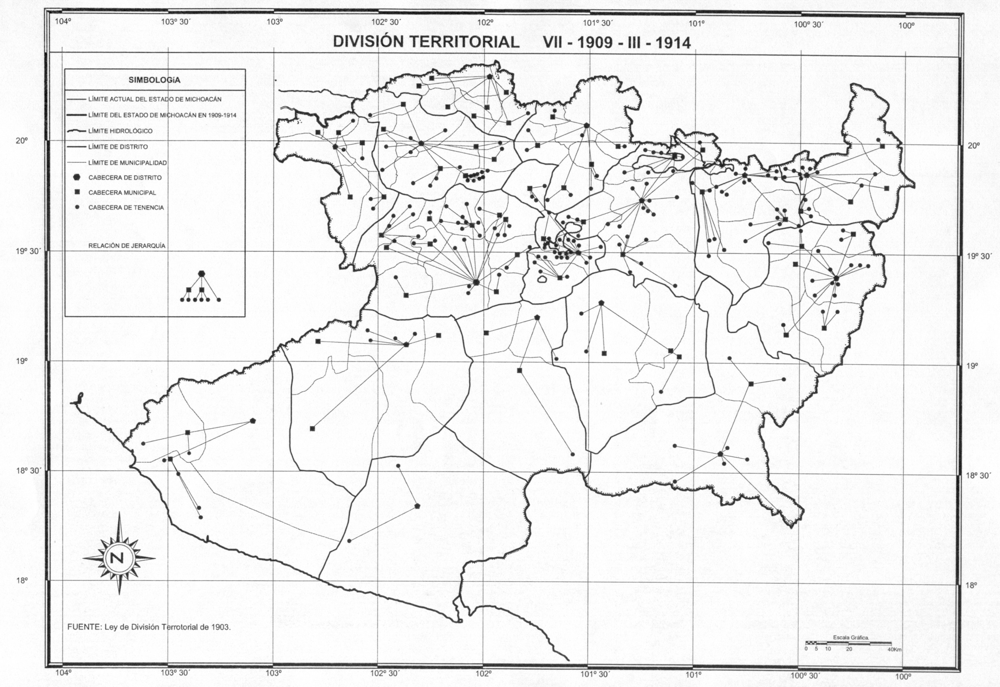 104º 103º 30´ 103º 102º 30´ 102º 101º 30´ 101º 100º 30´ 100º
DIVISIÓN TERRITORIAL VII - 1909 - III - 1914
SIMBOLOGíA
LÍMITE ACTUAL DEL ESTADO DE MICHOACÁN
LÍMITE DEL ESTADO DE MICHOACÁN EN 1909-1914
LÍMITE HIDROLÓGICO
LÍMITE DE DISTRITO
LÍMITE DE MUNICIPALIDAD
CABECERA DE DISTRITO
CABECERA MUNICIPAL
CABECERA DE TENENCIA
RELACIÓN DE JERARQUÍA
20º 20º
19º 30´ 19º 30´
19º 19º
18º 30´ 18º 30´
18º 18º
N
FUENTE: Ley de División Terrotorial de 1903.
Escala Gráfica.
0 5 10 20 40Km
104º 103º 30´ 103º 102º 30´ 102º 101º 30´ 101º 100º 30´ 100º